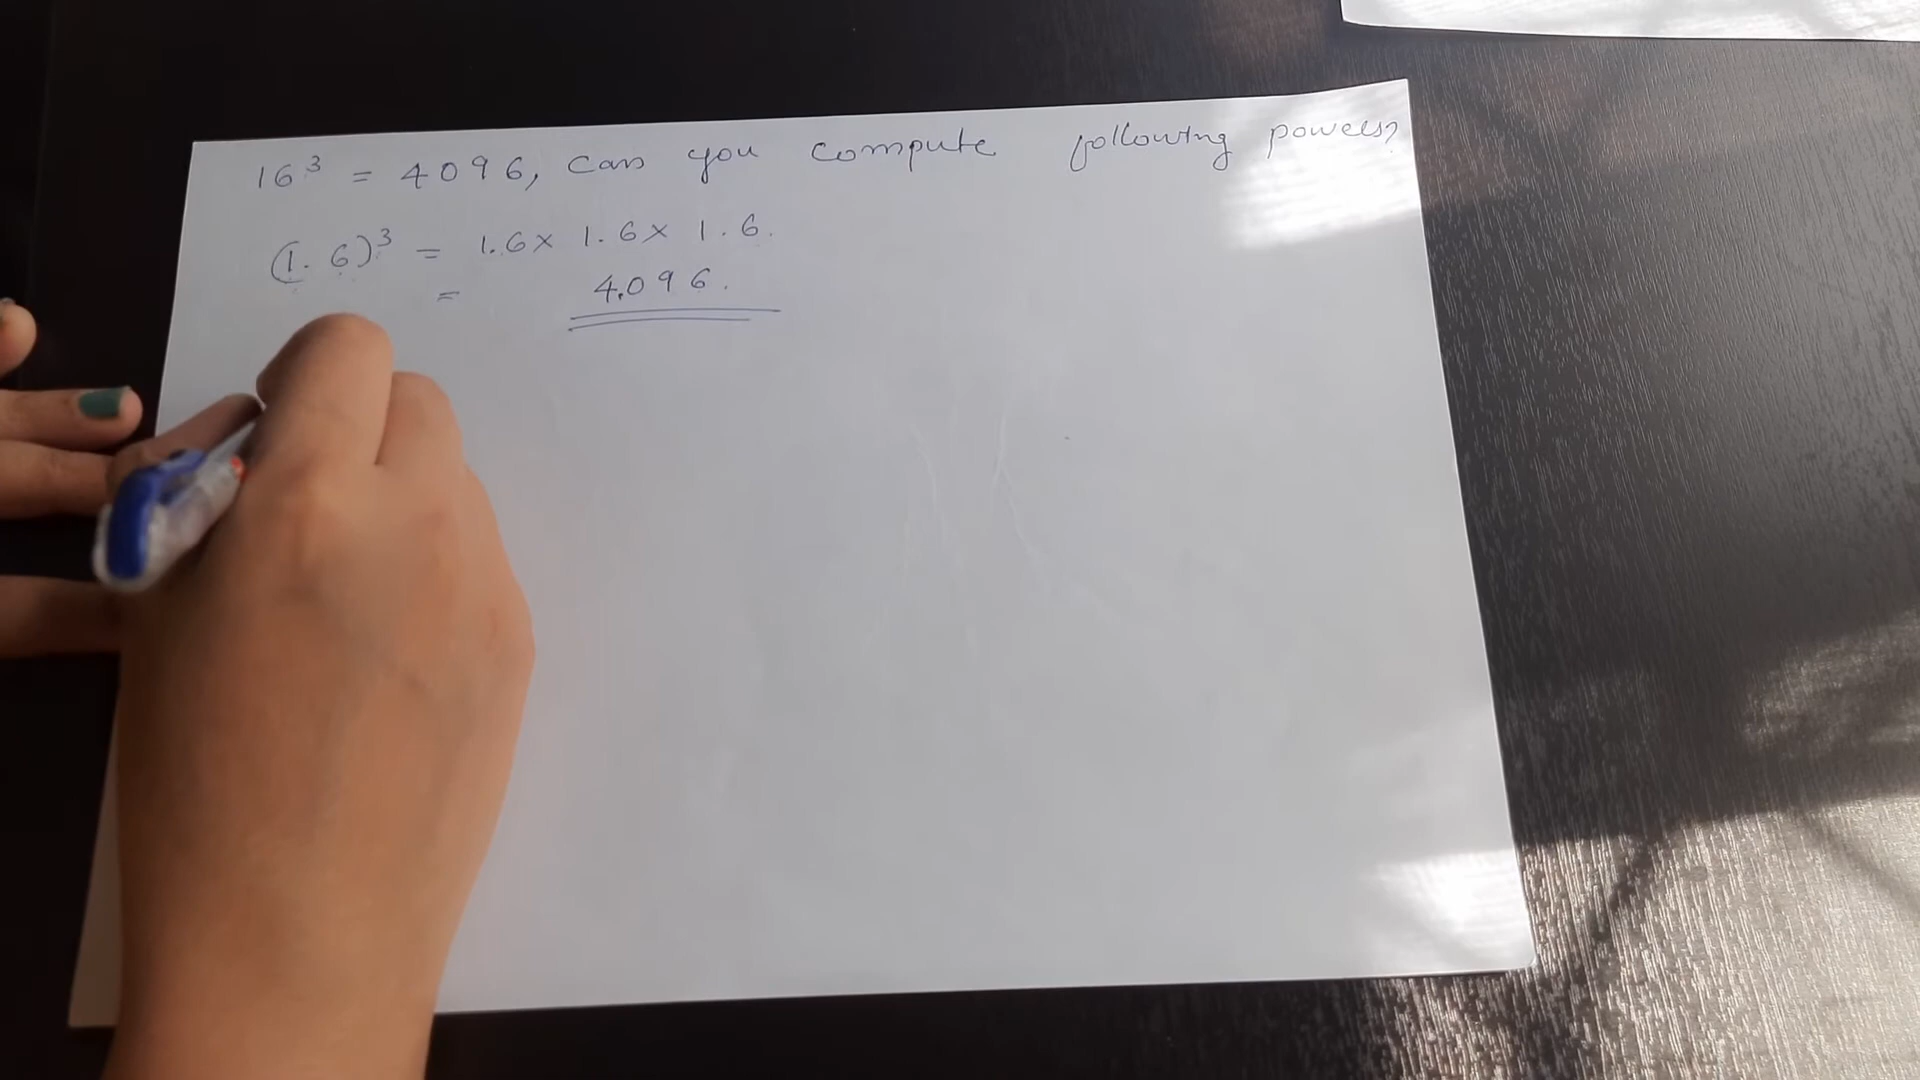 16³ = 4096, can you compute following powers?
(1.6)³ = 1.6 × 1.6 × 1.6.
= 4.096.